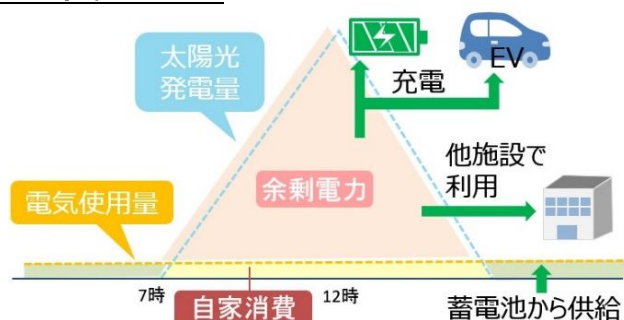 太陽光
発電量
EV
充電
余剰電力
他施設で
利用
電気使用量
7時
自家消費
12時
蓄電池から供給